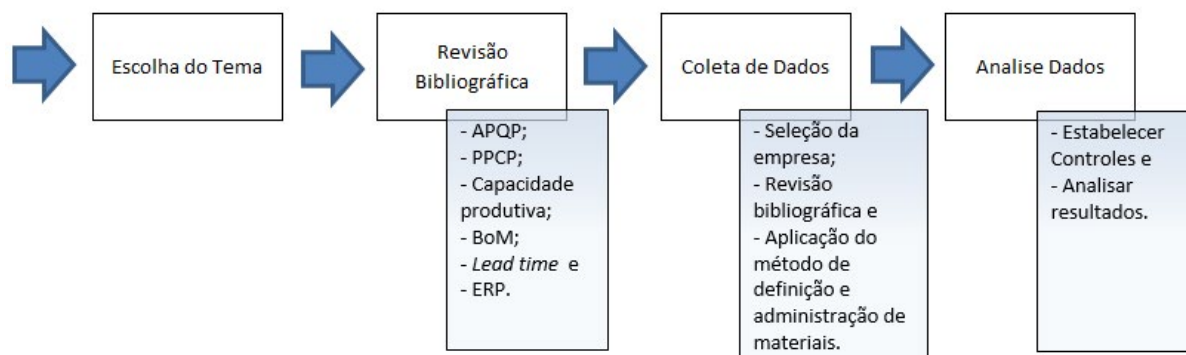 Escolha do Tema
Revisão
Bibliográfica
- APQP;
- PPCP;
- Capacidade
produtiva;
- BoM;
- Lead time e
- ERP.
Coleta de Dados
- Seleção da
empresa;
- Revisão
bibliográfica e
- Aplicação do
método de
definição e
administração de
materiais.
Analise Dados
- Estabelecer
Controles e
- Analisar
resultados.